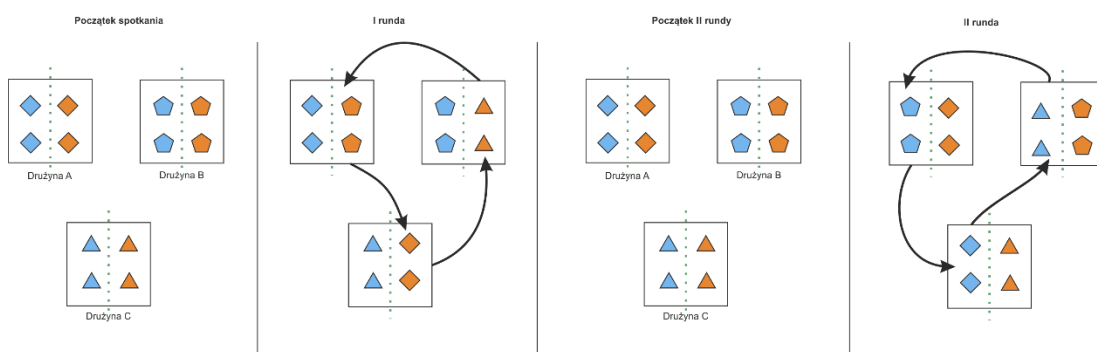 Początek spotkania
I runda
Początek II rundy
II runda
Drużyna A
Drużyna B
Drużyna A
Drużyna B
Drużyna C
Drużyna C